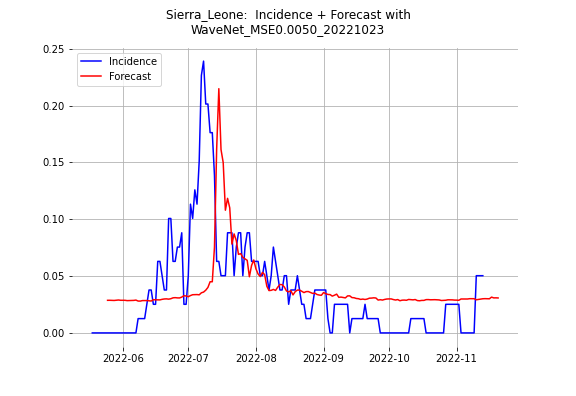 Sierra_Leone:  Incidence + Forecast with
WaveNet_MSE0.0050_20221023
Incidence
Forecast
0.25
0.20
0.15
0.10
0.05
0.00
2022-06 2022-07 2022-08 2022-09 2022-10 2022-11